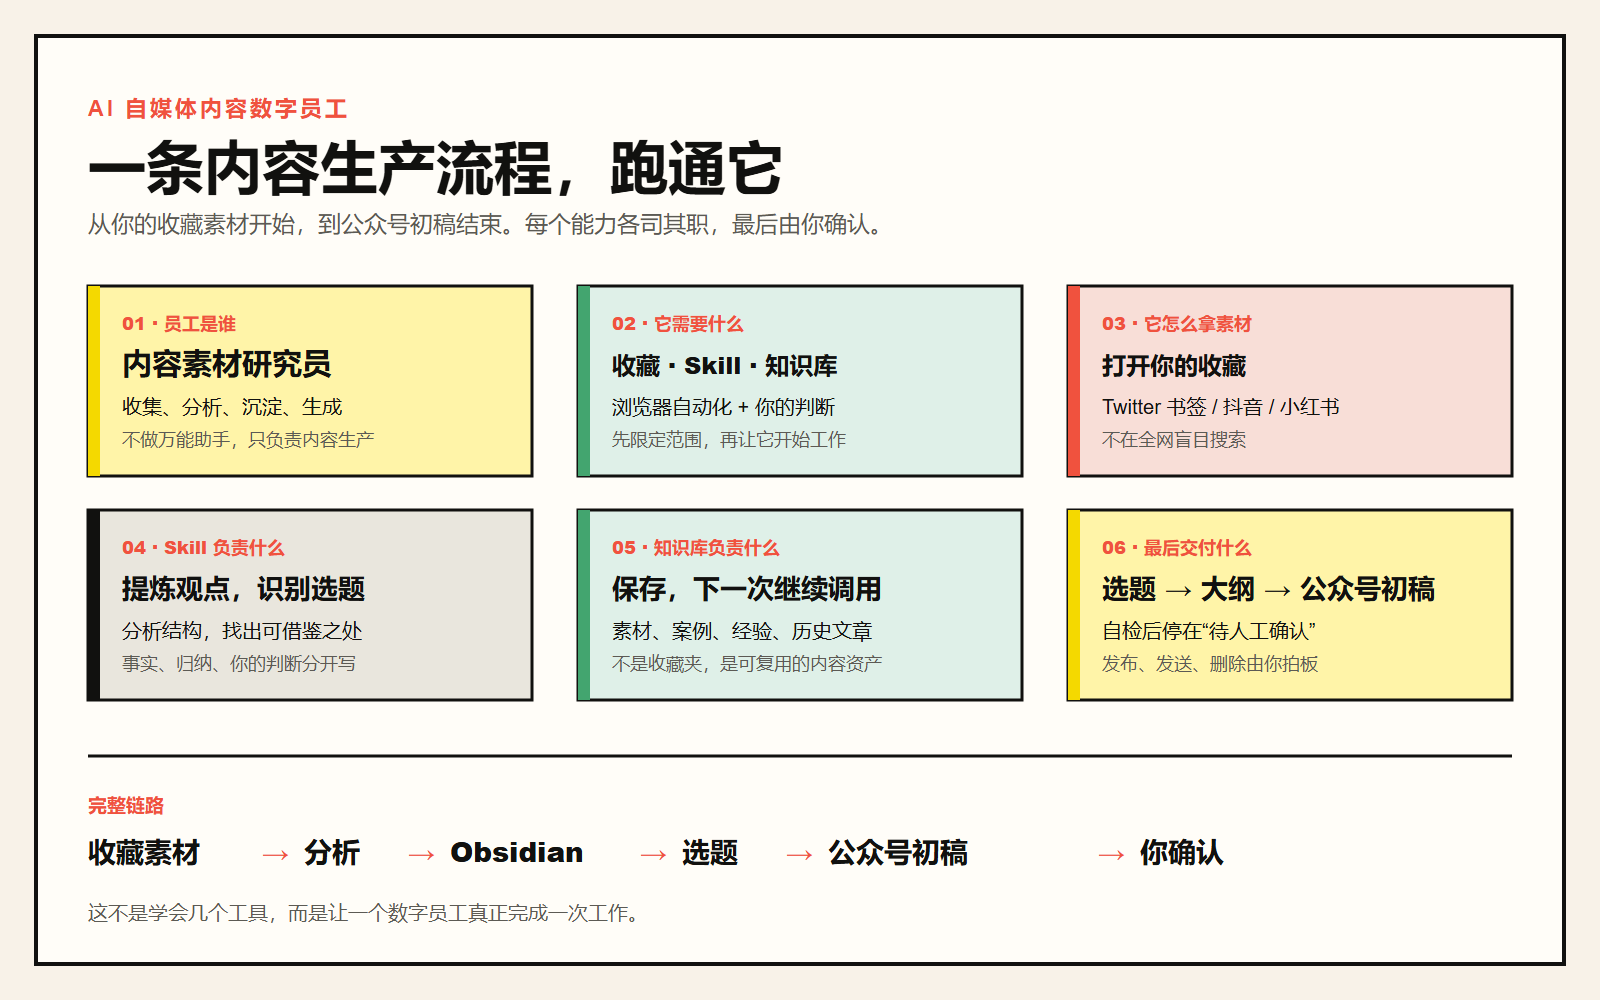 AI 自媒体内容数字员工
一条内容生产流程，跑通它
从你的收藏素材开始，到公众号初稿结束。每个能力各司其职，最后由你确认。
01 · 员工是谁
内容素材研究员
收集、分析、沉淀、生成
不做万能助手，只负责内容生产
02 · 它需要什么
收藏 · Skill · 知识库
浏览器自动化 + 你的判断
先限定范围，再让它开始工作
03 · 它怎么拿素材
打开你的收藏
Twitter 书签 / 抖音 / 小红书
不在全网盲目搜索
04 · Skill 负责什么
提炼观点，识别选题
分析结构，找出可借鉴之处
事实、归纳、你的判断分开写
05 · 知识库负责什么
保存，下一次继续调用
素材、案例、经验、历史文章
不是收藏夹，是可复用的内容资产
06 · 最后交付什么
选题 → 大纲 → 公众号初稿
自检后停在“待人工确认”
发布、发送、删除由你拍板
完整链路
收藏素材 → 分析 → Obsidian → 选题 → 公众号初稿 → 你确认
这不是学会几个工具，而是让一个数字员工真正完成一次工作。